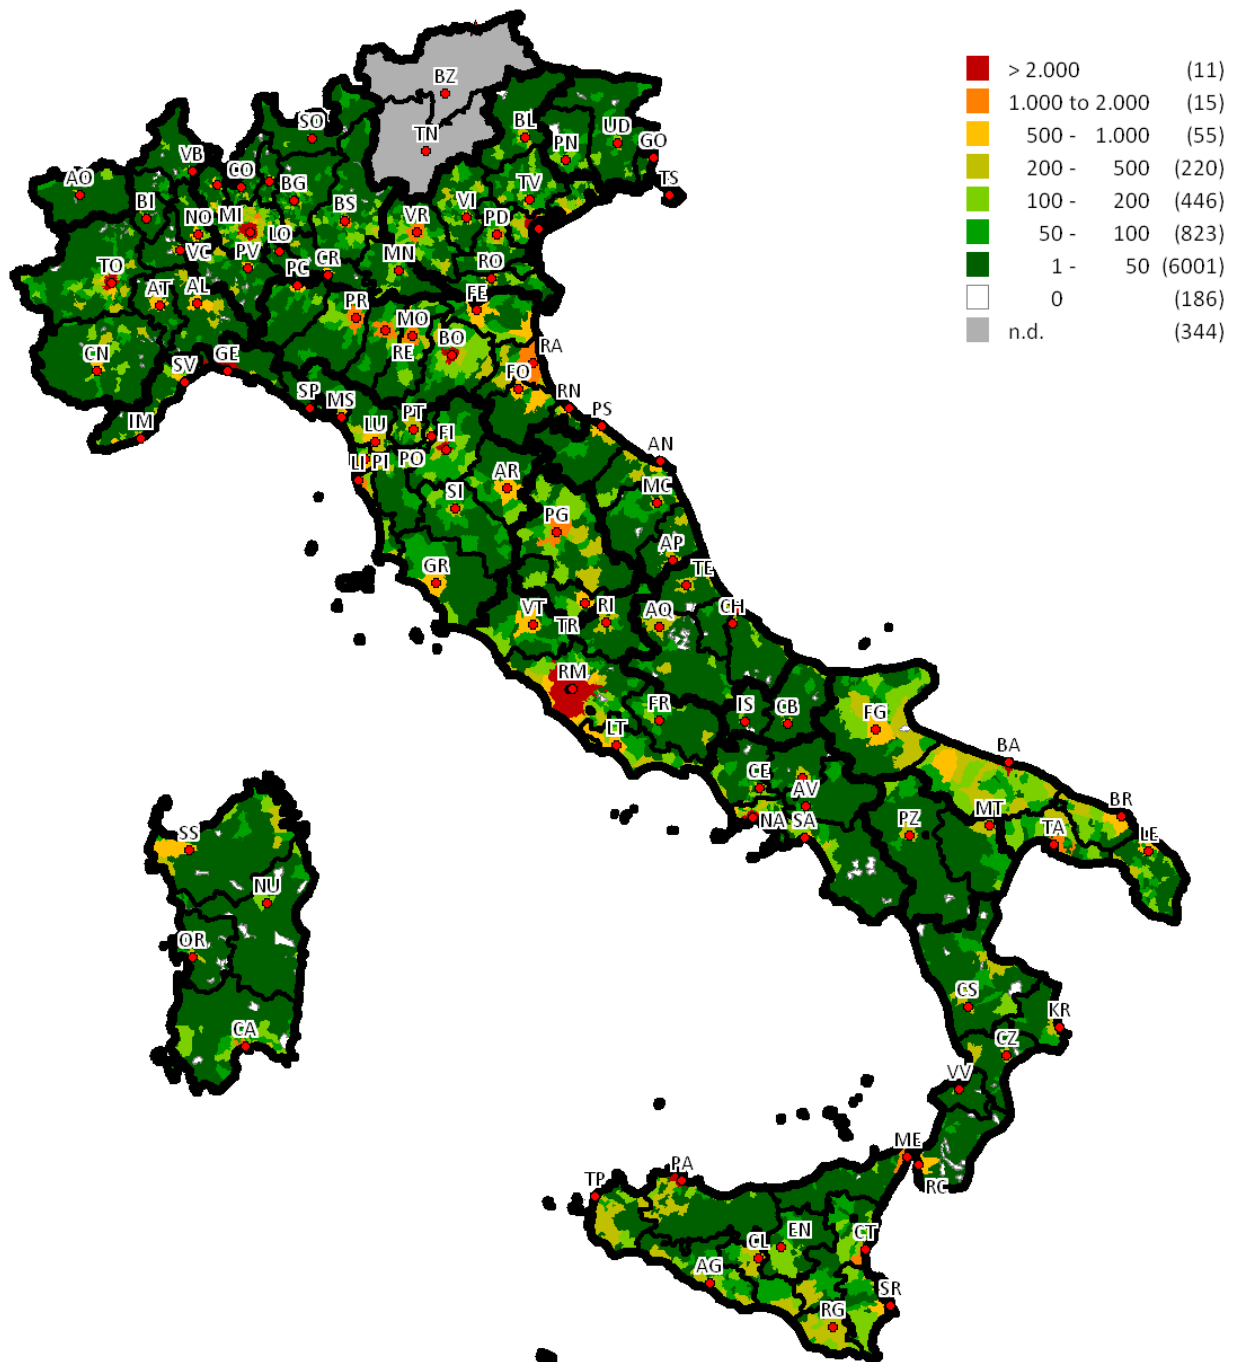 > 2.000 (11)
1.000 to 2.000 (15)
500 - 1.000 (55)
200 - 500 (220)
100 - 200 (446)
50 - 100 (823)
1 - 50 (6001)
0 (186)
n.d. (344)
BZ
SO
TN
BL
UD
PN
GO
VB
CO
AO
BG
TS
BI
TV
NO
MI
BS
VI
VR
PD
LO
VC
PV
CR
MN
RO
TO
PC
AT
AL
PR
FE
MO
BO
RE
RA
CN
SV
GE
FO
SP
MS
RN
PS
IM
LU
PT
FI
AN
LI
PI
PO
AR
MC
SI
PG
AP
GR
TE
VT
TR
RI
AQ
CH
RM
FR
IS
CB
FG
LT
BA
CE
AV
NA
SA
PZ
MT
BR
TA
LE
SS
NU
OR
CS
KR
CA
CZ
VV
ME
PA
TP
RC
EN
CT
CL
AG
SR
RG